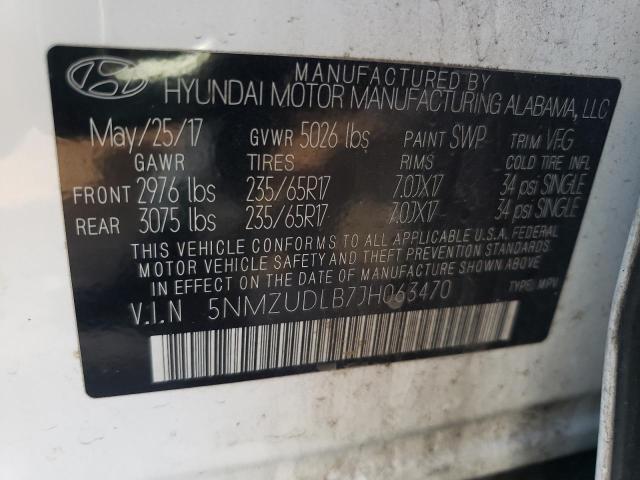 MANUFACTURED BY
HYUNDAI MOTOR MANUFACTURING ALABAMA, LLC
May/25/17 GVWR 5026 lbs PAINT SWP TRIM VFG
GAWR TIRES RIMS COLD TIRE INFL
FRONT 2976 lbs 235/65R17 7.0JX17 34 psi SINGLE
REAR 3075 lbs 235/65R17 7.0JX17 34 psi SINGLE
THIS VEHICLE CONFORMS TO ALL APPLICABLE U.S.A. FEDERAL
MOTOR VEHICLE SAFETY AND THEFT PREVENTION STANDARDS
IN EFFECT ON THE DATE OF MANUFACTURE SHOWN ABOVE.
V.I.N 5NMZUDLB7JH063470 TYPE: MPV